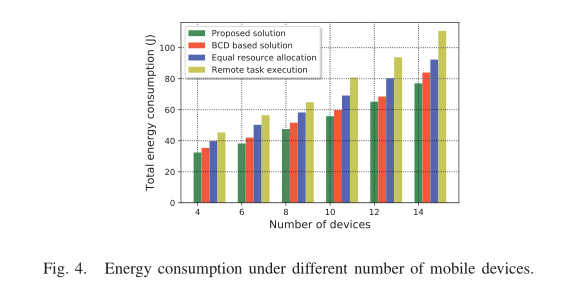 Proposed solution
BCD based solution
Equal resource allocation
Remote task execution
Total energy consumption (J)
100
80
60
40
20
0
4 6 8 10 12 14
Number of devices
Fig. 4. Energy consumption under different number of mobile devices.